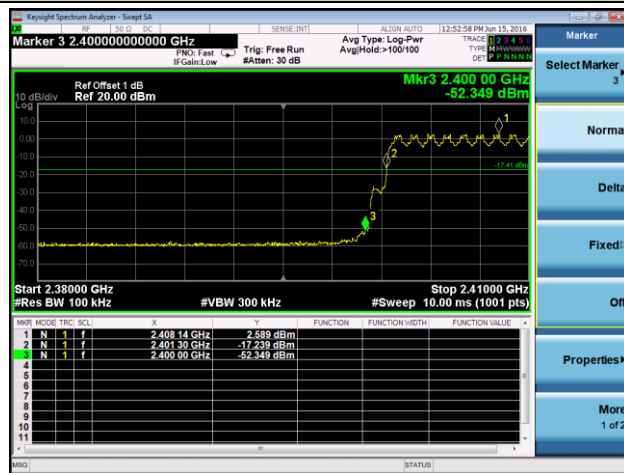 Keysight Spectrum Analyzer - Swept SA
RF 50 Ω DC SENSE:INT ALIGN AUTO 12:52:58 PM Jun 15, 2016
Marker 3 2.400000000000 GHz
PNO: Fast
IFGain:Low
Trig: Free Run
#Atten: 30 dB
Avg Type: Log-Pwr
Avg|Hold:>100/100
TRACE 1 2 3 4 5 6
TYPE M
DET P P N N N N
Ref Offset 1 dB
10 dB/div Ref 20.00 dBm
Log
Mkr3 2.400 00 GHz
-52.349 dBm
10.0
0.00
-10.0
-20.0
-30.0
-40.0
-50.0
-60.0
-70.0
1
2
3
-17.41 dBm
Start 2.38000 GHz Stop 2.41000 GHz
#Res BW 100 kHz #VBW 300 kHz #Sweep 10.00 ms (1001 pts)
MKR MODE TRC SCL X Y FUNCTION FUNCTION WIDTH FUNCTION VALUE
1 N 1 f 2.408 14 GHz 2.589 dBm
2 N 1 f 2.401 30 GHz -17.239 dBm
3 N 1 f 2.400 00 GHz -52.349 dBm
4
5
6
7
8
9
10
11
MSG STATUS
Marker
Select Marker
3
Norma
Delta
Fixed
Off
Properties
More
1 of 2